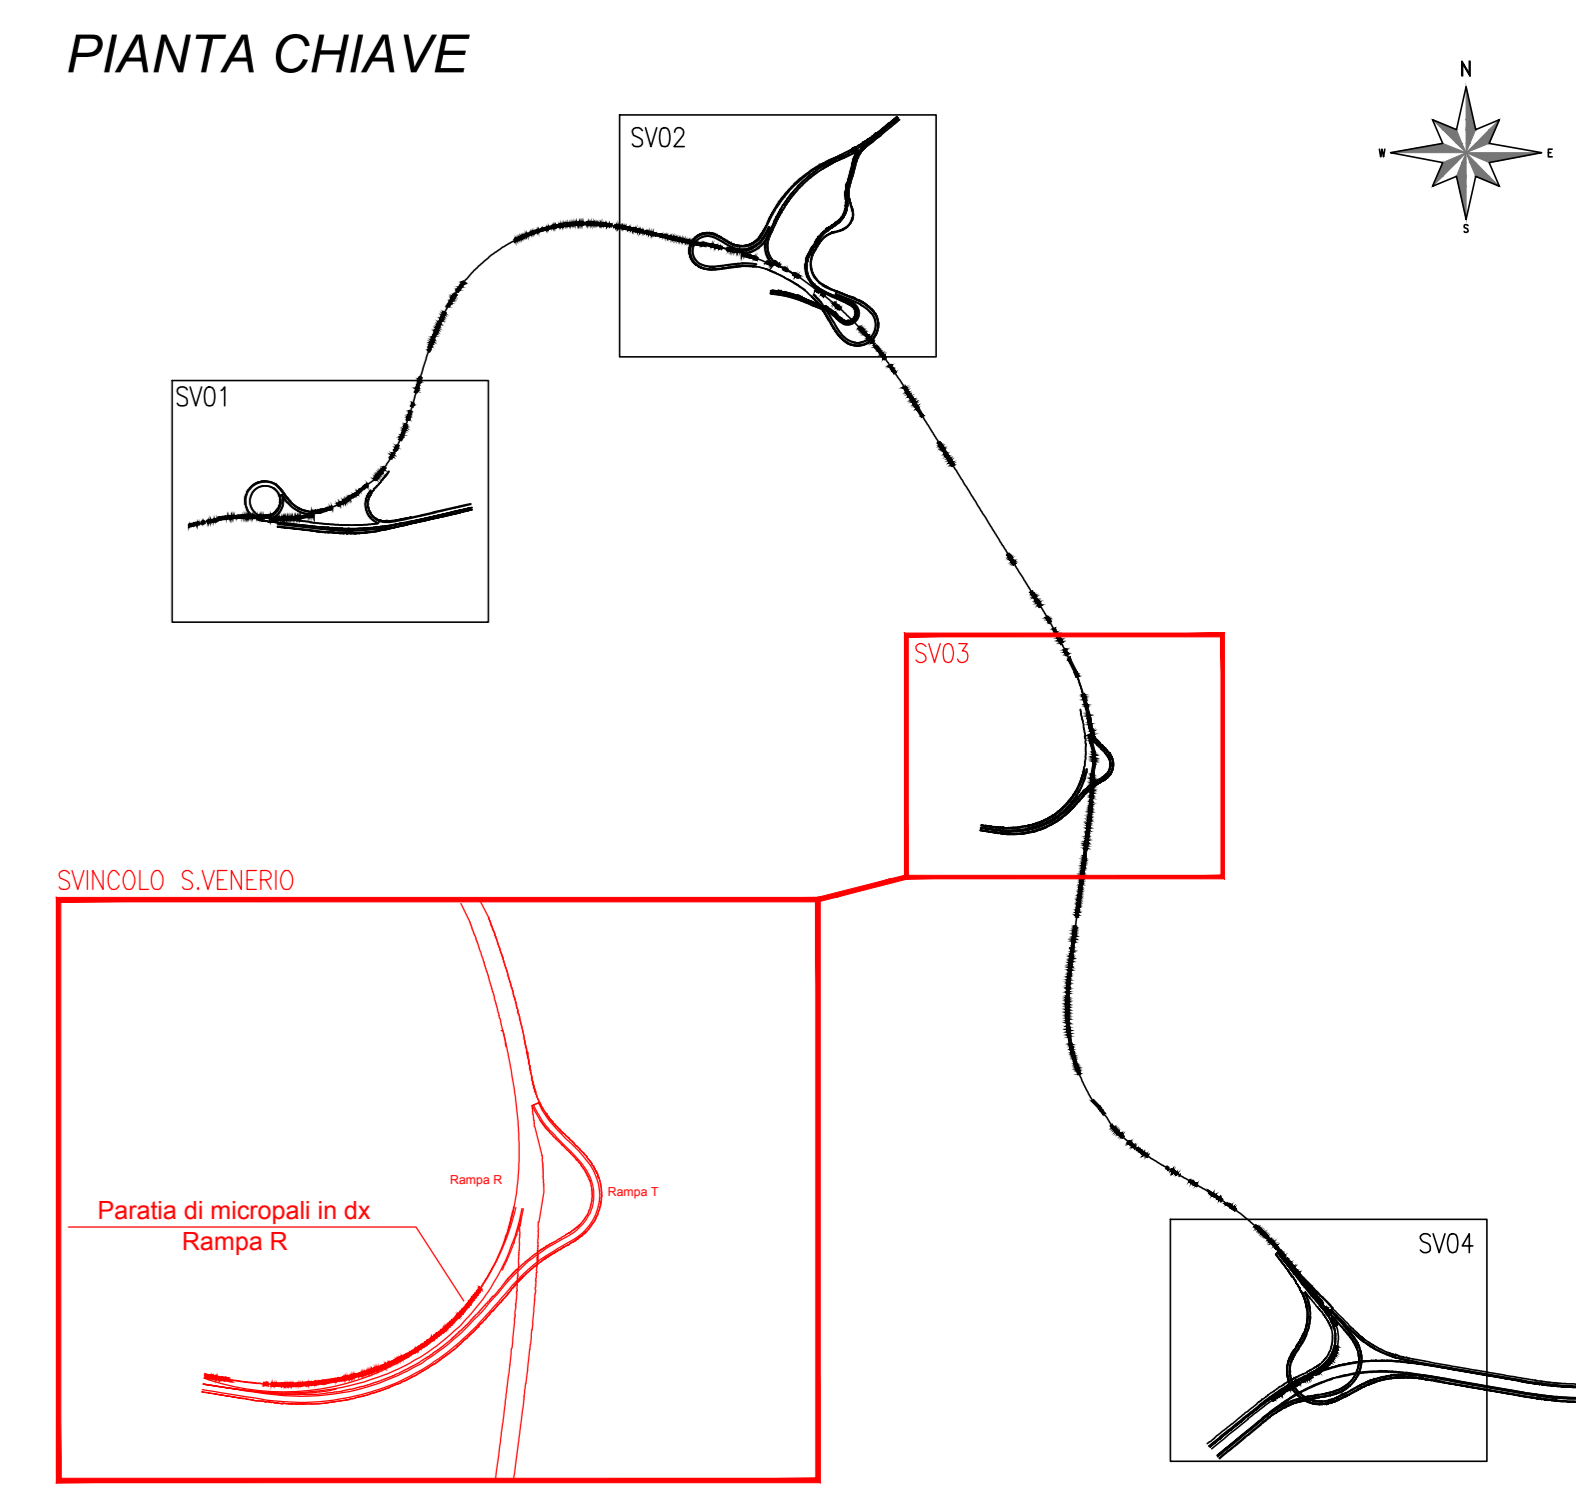 PIANTA CHIAVE
N
W
E
S
SV02
SV01
SV03
SVINCOLO S.VENERIO
Rampa R
Rampa T
Paratia di micropali in dx
Rampa R
SV04